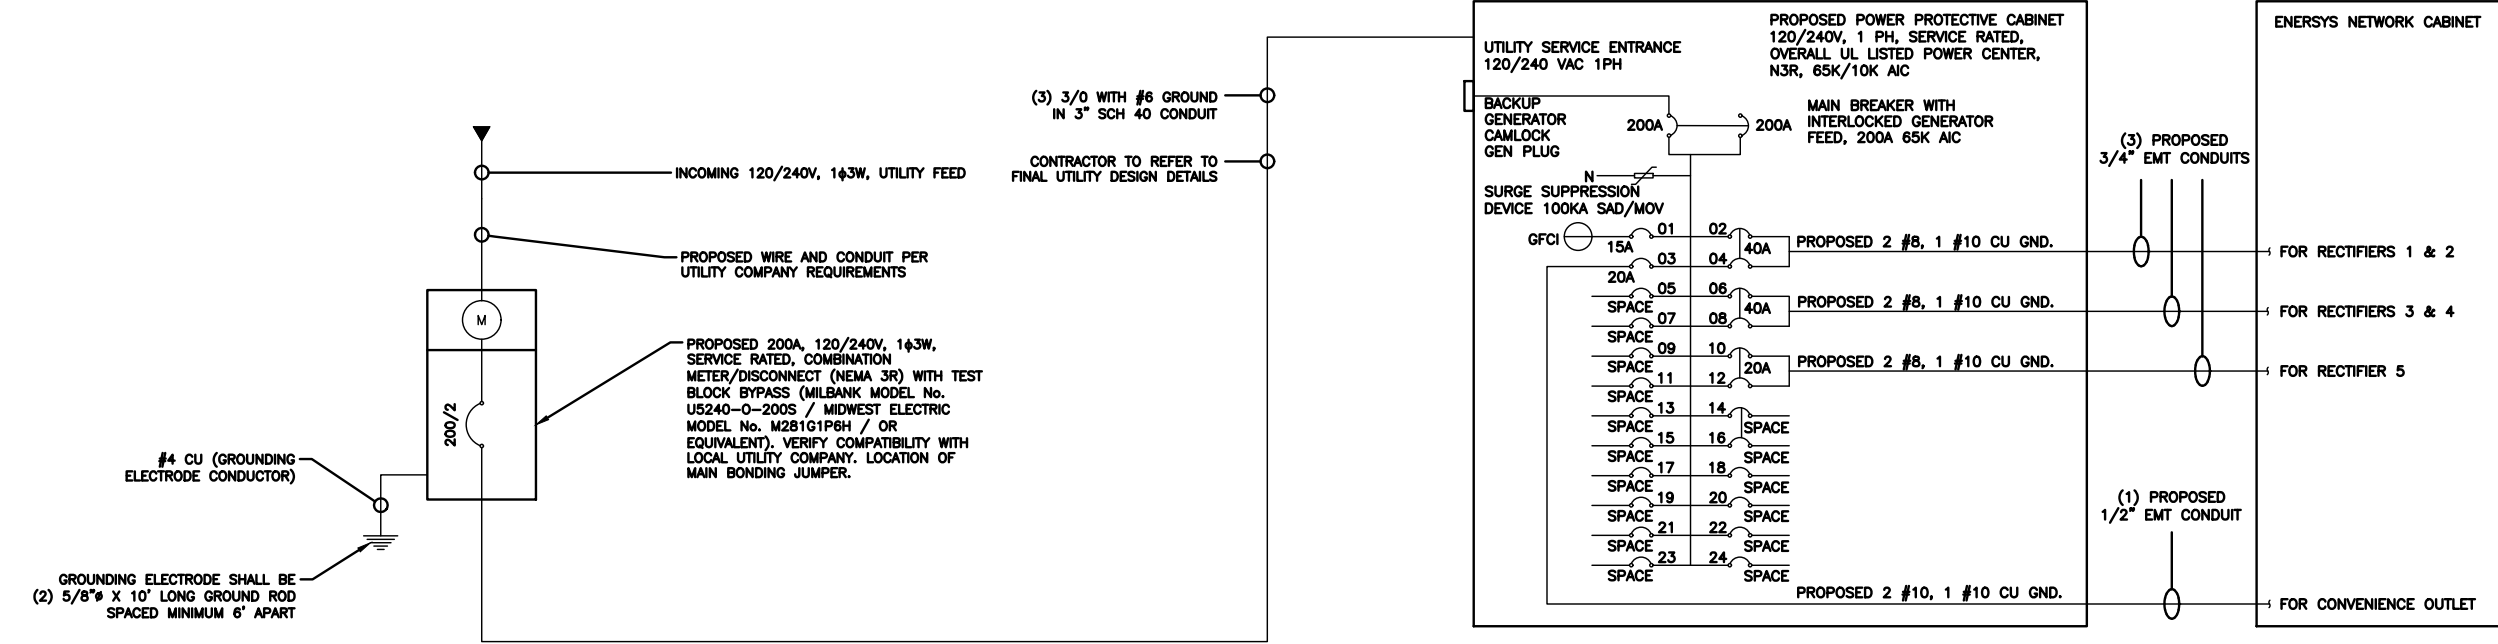 INCOMING 120/240V, 1ϕ3W, UTILITY FEED
PROPOSED WIRE AND CONDUIT PER
UTILITY COMPANY REQUIREMENTS
M
200/2
PROPOSED 200A, 120/240V, 1ϕ3W,
SERVICE RATED, COMBINATION
METER/DISCONNECT (NEMA 3R) WITH TEST
BLOCK BYPASS (MILBANK MODEL No.
U5240-O-200S / MIDWEST ELECTRIC
MODEL No. M281G1P6H / OR
EQUIVALENT). VERIFY COMPATIBILITY WITH
LOCAL UTILITY COMPANY. LOCATION OF
MAIN BONDING JUMPER.
#4 CU (GROUNDING
ELECTRODE CONDUCTOR)
GROUNDING ELECTRODE SHALL BE
(2) 5/8"ø X 10' LONG GROUND ROD
SPACED MINIMUM 6' APART
(3) 3/0 WITH #6 GROUND
IN 3" SCH 40 CONDUIT
CONTRACTOR TO REFER TO
FINAL UTILITY DESIGN DETAILS
UTILITY SERVICE ENTRANCE
120/240 VAC 1PH
PROPOSED POWER PROTECTIVE CABINET
120/240V, 1 PH, SERVICE RATED,
OVERALL UL LISTED POWER CENTER,
N3R, 65K/10K AIC
BACKUP
GENERATOR
CAMLOCK
GEN PLUG
200A
200A
MAIN BREAKER WITH
INTERLOCKED GENERATOR
FEED, 200A 65K AIC
N
SURGE SUPPRESSION
DEVICE 100KA SAD/MOV
GFCI
15A 01 02
40A
20A 03 04
SPACE 05 06
40A
SPACE 07 08
SPACE 09 10
20A
SPACE 11 12
SPACE 13 14 SPACE
SPACE 15 16 SPACE
SPACE 17 18 SPACE
SPACE 19 20 SPACE
SPACE 21 22 SPACE
SPACE 23 24 SPACE
PROPOSED 2 #8, 1 #10 CU GND.
PROPOSED 2 #8, 1 #10 CU GND.
PROPOSED 2 #8, 1 #10 CU GND.
PROPOSED 2 #10, 1 #10 CU GND.
(3) PROPOSED
3/4" EMT CONDUITS
(1) PROPOSED
1/2" EMT CONDUIT
ENERSYS NETWORK CABINET
FOR RECTIFIERS 1 & 2
FOR RECTIFIERS 3 & 4
FOR RECTIFIER 5
FOR CONVENIENCE OUTLET